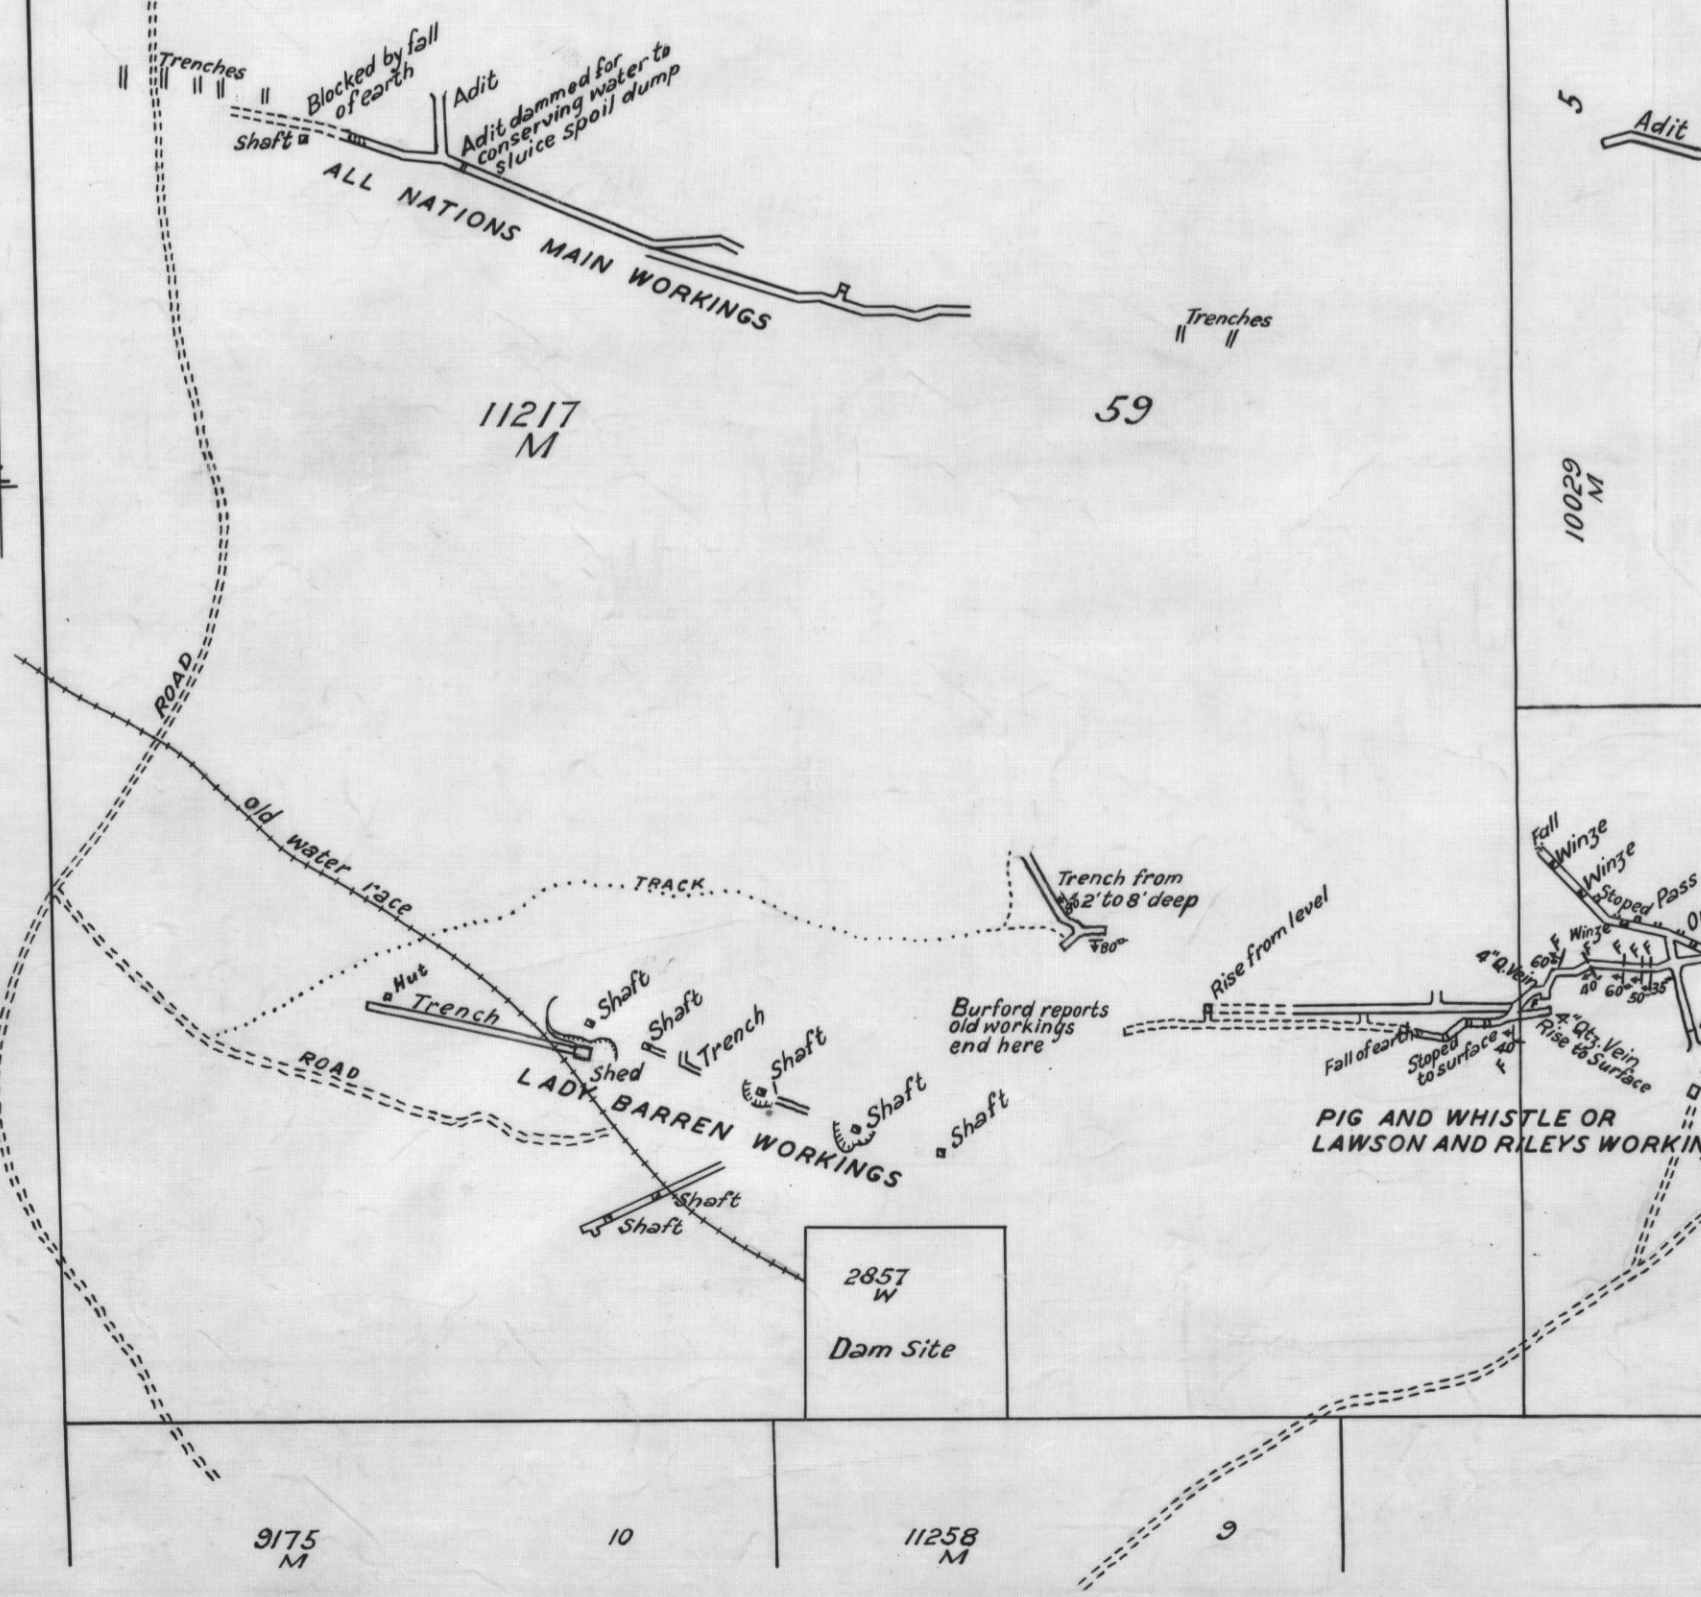 Trenches
Blocked by fall
of earth
Adit
Adit dammed for
conserving water to
sluice spoil dump
Shaft
ALL NATIONS MAIN WORKINGS
5
Adit
Trenches
11217
M
59
10029
M
ROAD
old water race
TRACK
Trench from
2' to 8' deep
80°
Hut
Trench
Shaft
Shaft
Trench
Shaft
Shaft
Shaft
Shed
ROAD
LADY BARREN WORKINGS
Shaft
Shaft
Burford reports
old workings
end here
Rise from level
Fall
Winze
Winze
Stoped
Pass
Winze
F
F
F
F
F
4" Q. Vein
60°
40
60°
50°
35°
F
Fall of earth
Stoped
to surface
40°
F
4" Qtz. Vein
Rise to Surface
PIG AND WHISTLE OR
LAWSON AND RILEYS WORKIN
2857
W
Dam Site
9175
M
10
11258
M
9